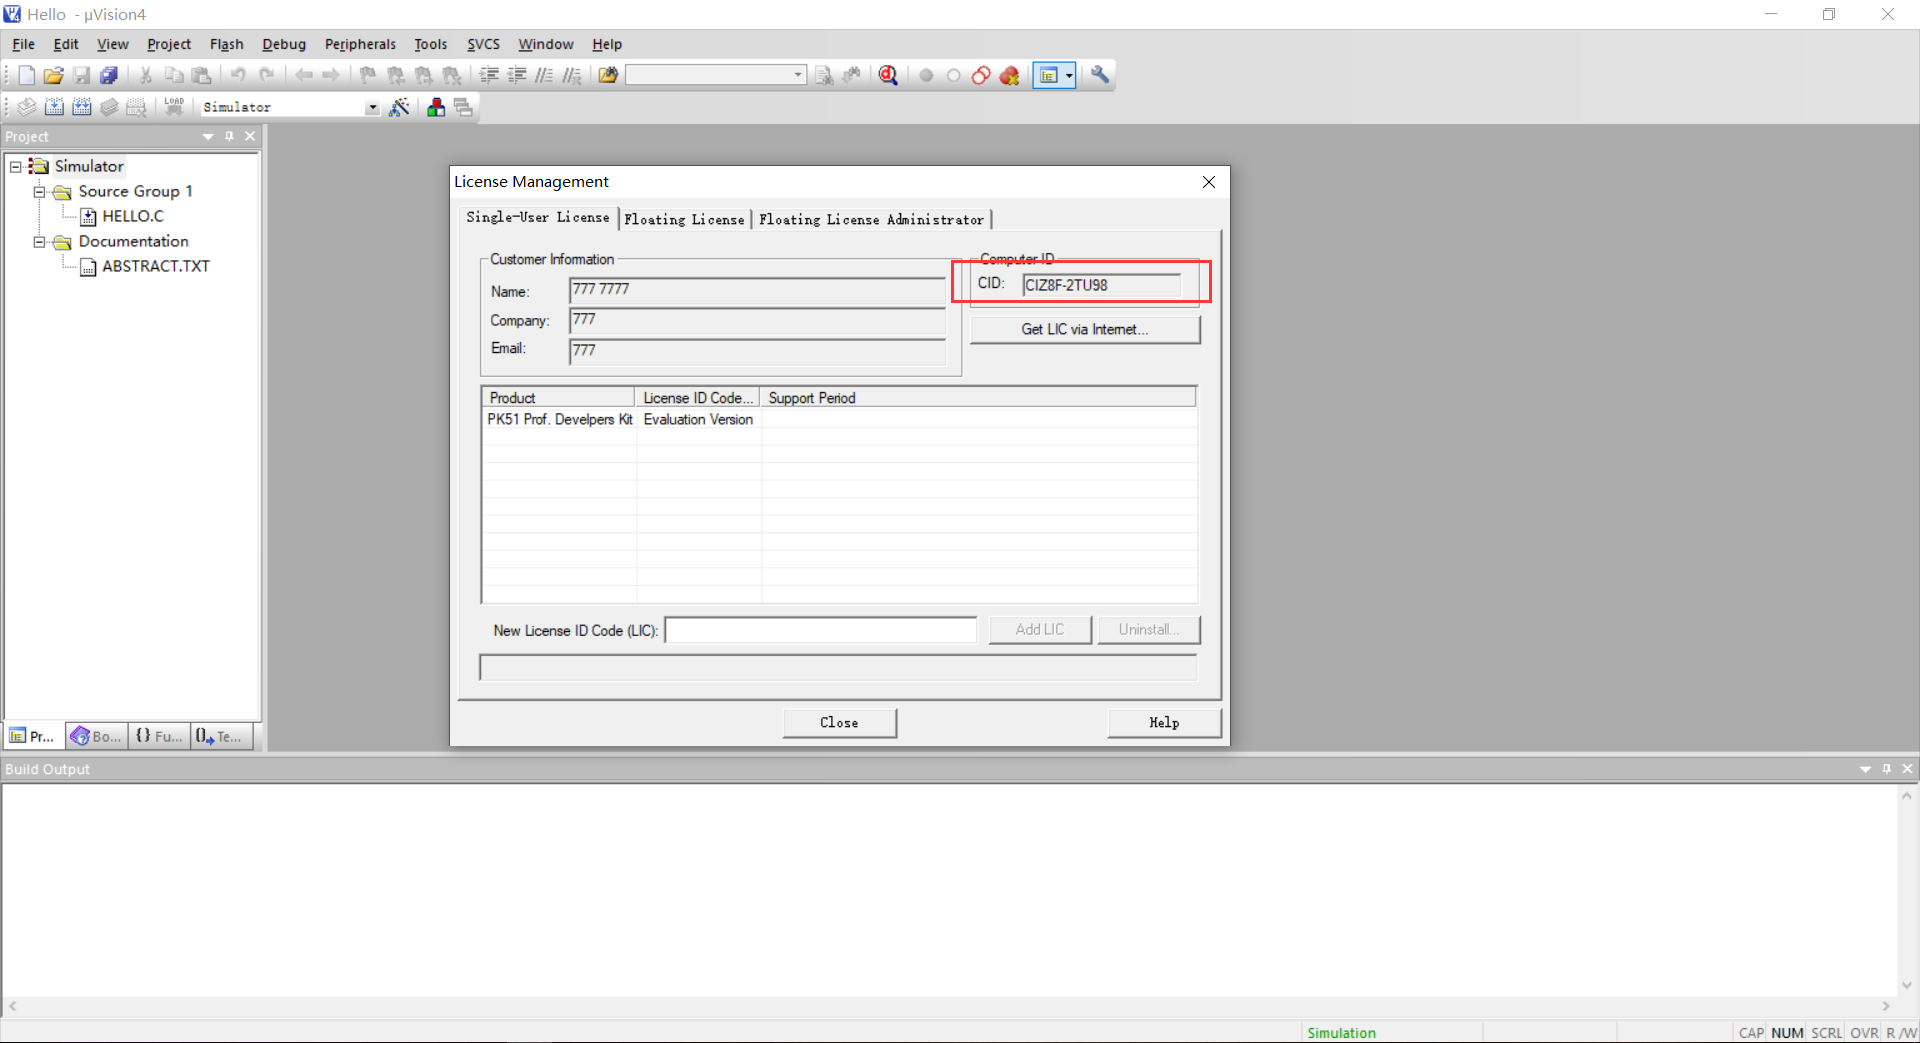 Hello - µVision4
File Edit View Project Flash Debug Peripherals Tools SVCS Window Help
LOAD Simulator
Project
Simulator
Source Group 1
HELLO.C
Documentation
ABSTRACT.TXT
License Management
Single-User License Floating License Floating License Administrator
Customer Information
Name: 777 7777
Company: 777
Email: 777
Computer ID
CID: CIZ8F-2TU98
Get LIC via Internet...
Product License ID Code... Support Period
PK51 Prof. Develpers Kit Evaluation Version
New License ID Code (LIC): Add LIC Uninstall...
Close Help
Pr... Bo... {} Fu... Te...
Build Output
Simulation CAP NUM SCRL OVR R/W